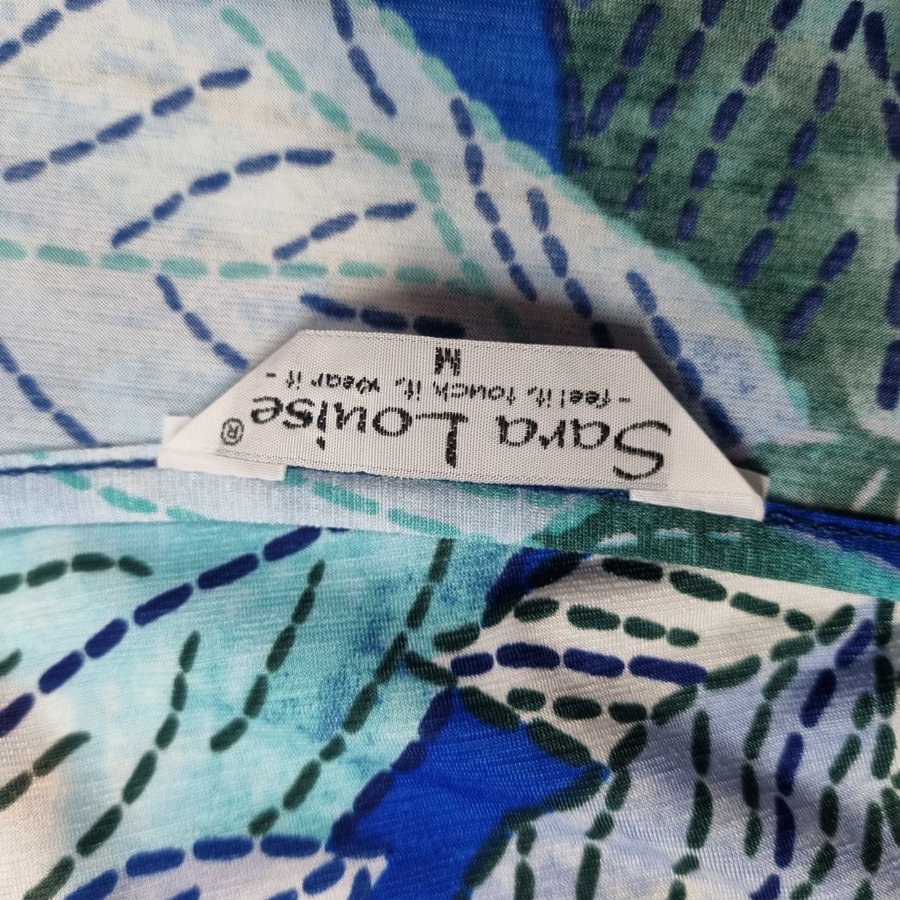 Sara Louise®
- feel it, touch it, wear it -
M